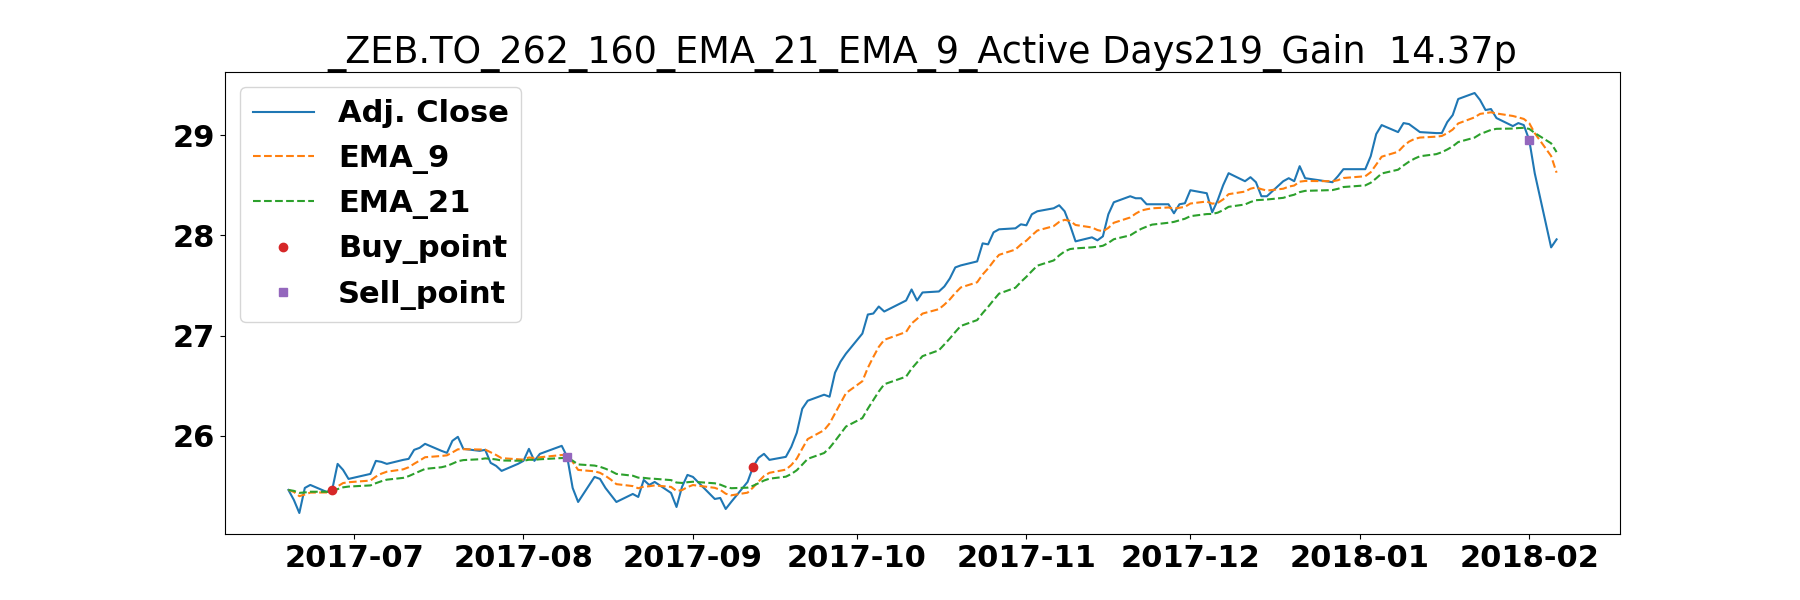 _ZEB.TO_262_160_EMA_21_EMA_9_Active Days219_Gain  14.37p
Adj. Close
EMA_9
EMA_21
Buy_point
Sell_point
29
28
27
26
2017-07 2017-08 2017-09 2017-10 2017-11 2017-12 2018-01 2018-02